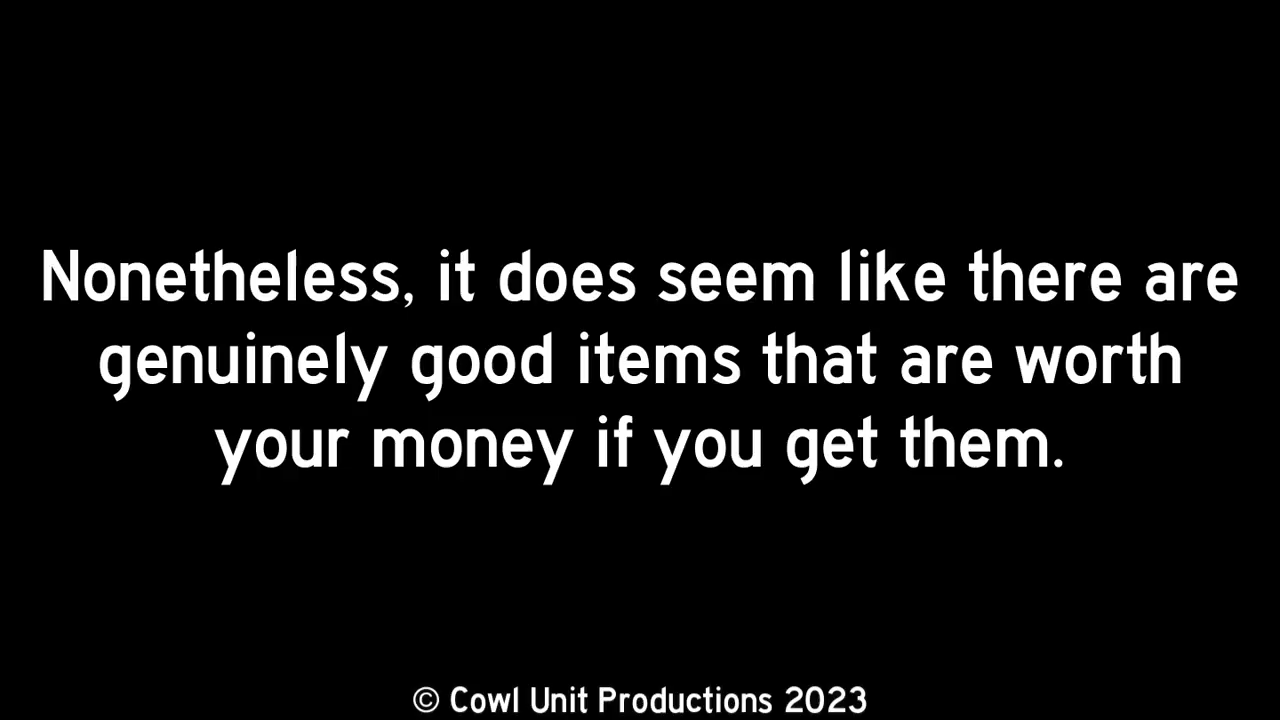 Nonetheless, it does seem like there are
genuinely good items that are worth
your money if you get them.
© Cowl Unit Productions 2023